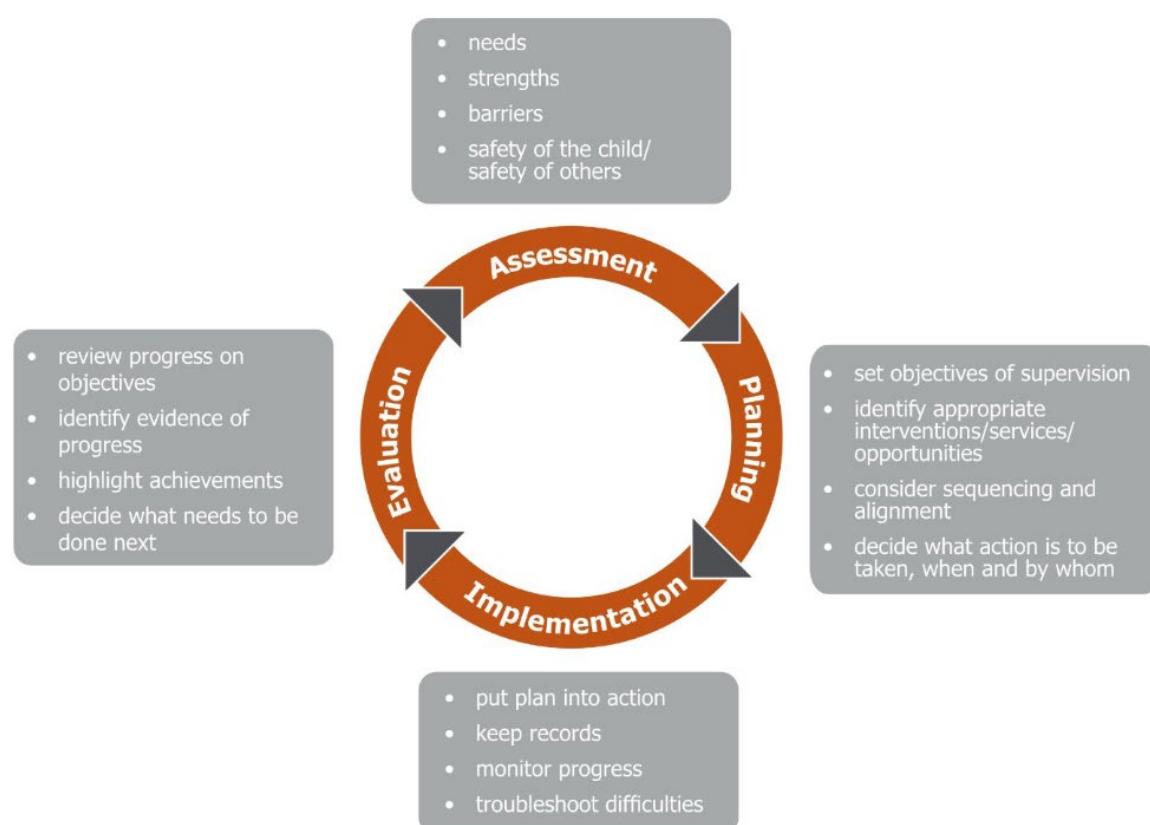 • needs
• strengths
• barriers
• safety of the child/
safety of others
Assessment
Planning
Implementation
Evaluation
• review progress on
objectives
• identify evidence of
progress
• highlight achievements
• decide what needs to be
done next
• set objectives of supervision
• identify appropriate
interventions/services/
opportunities
• consider sequencing and
alignment
• decide what action is to be
taken, when and by whom
• put plan into action
• keep records
• monitor progress
• troubleshoot difficulties